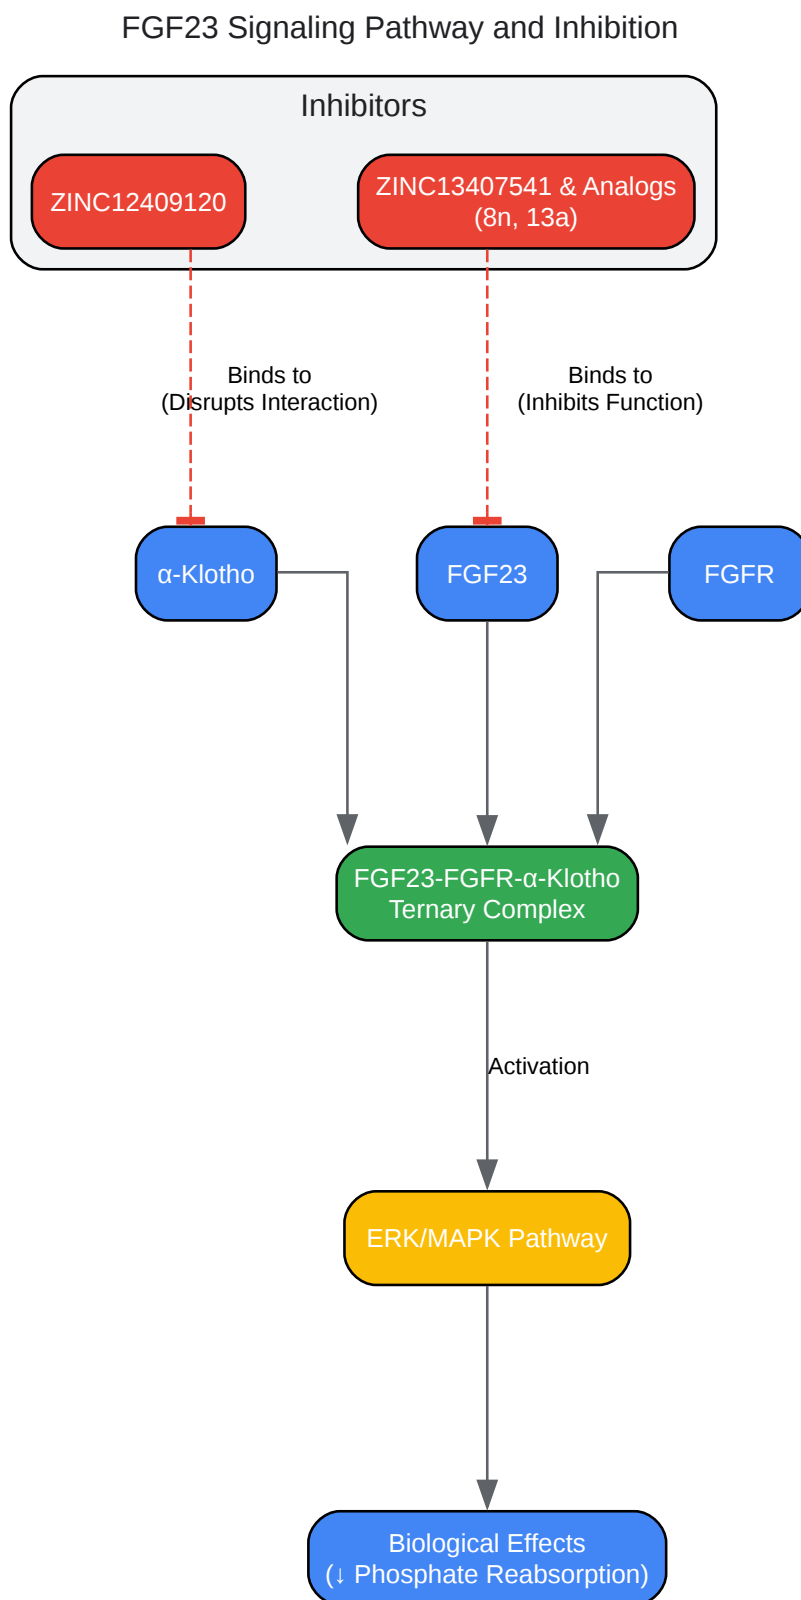 FGF23 Signaling Pathway and Inhibition
Inhibitors
ZINC12409120
ZINC13407541 & Analogs
(8n, 13a)
Binds to
(Disrupts Interaction)
Binds to
(Inhibits Function)
α-Klotho
FGF23
FGFR
FGF23-FGFR-α-Klotho
Ternary Complex
Activation
ERK/MAPK Pathway
Biological Effects
(↓ Phosphate Reabsorption)